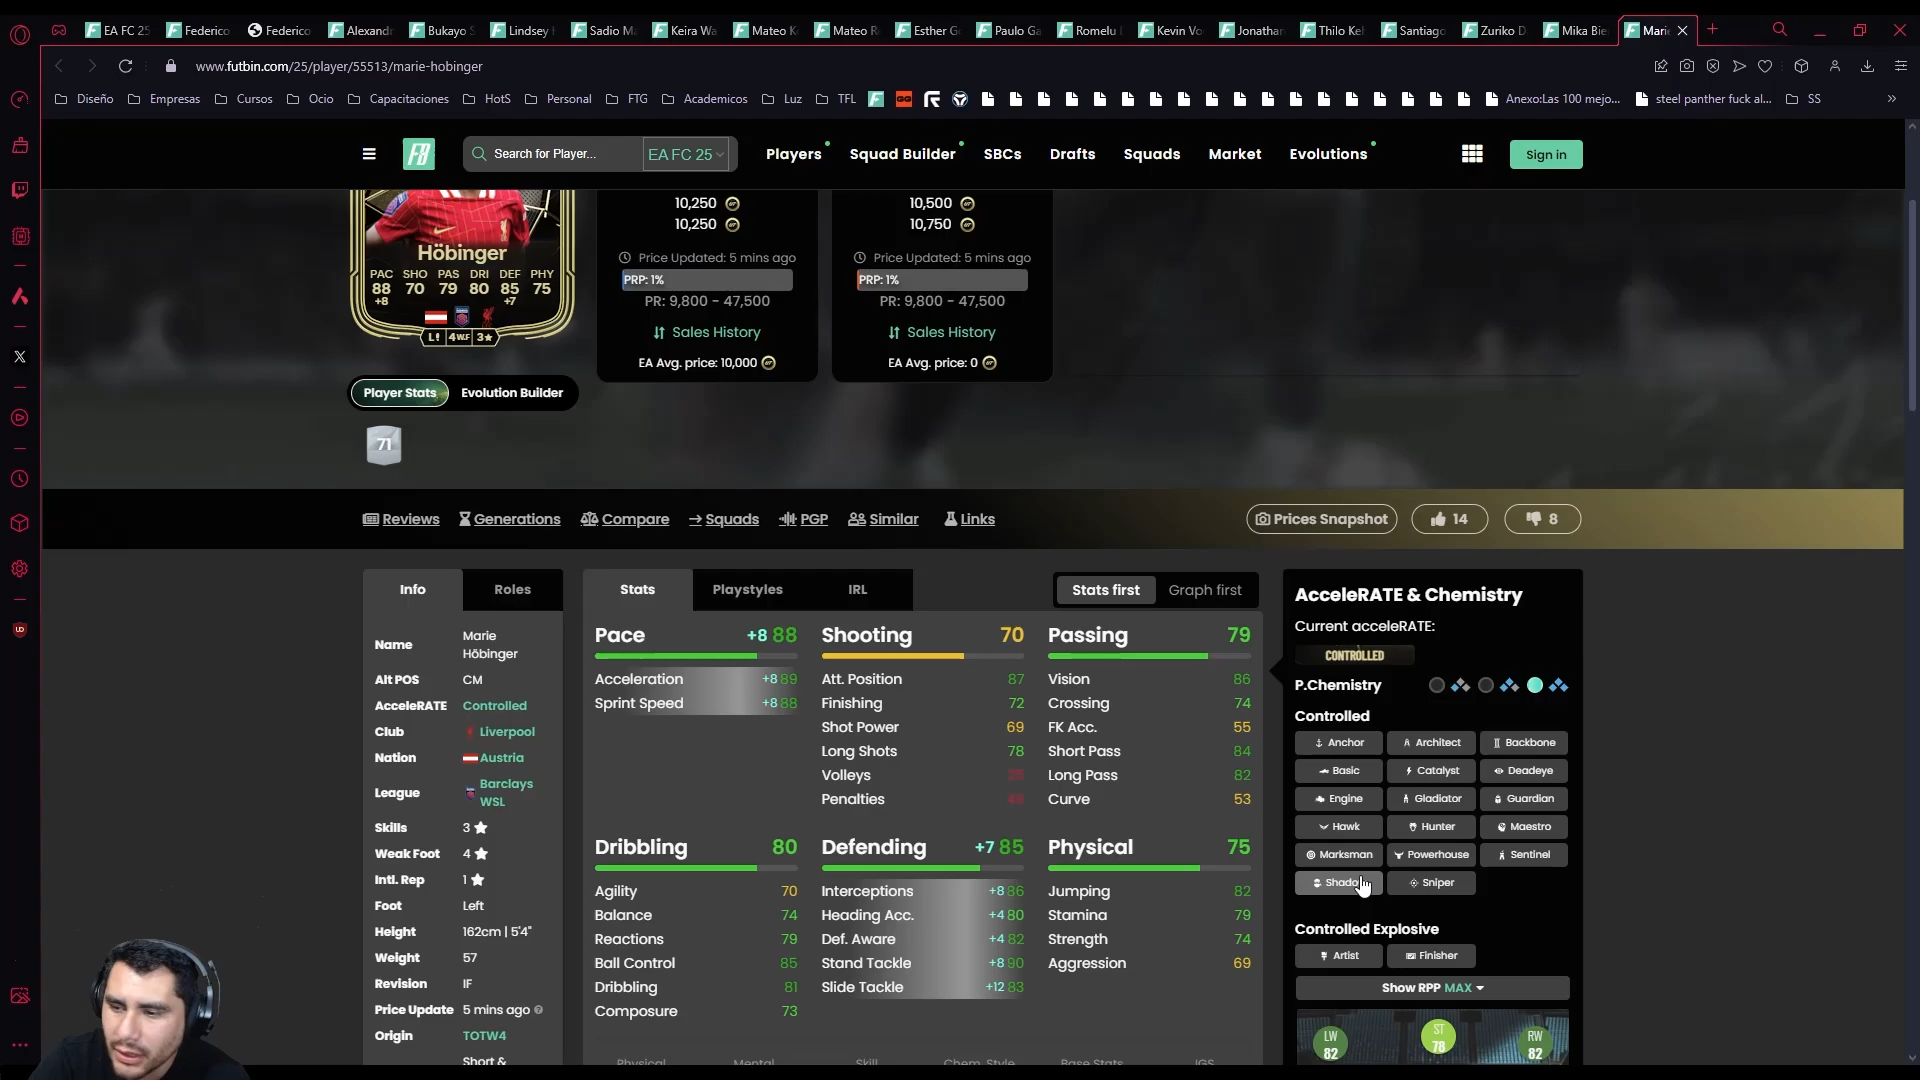 EA FC 25
Federico
Federico
Alexand
Bukayo S
Lindsey
Sadio Ma
Keira Wa
Mateo K
Mateo R
Esther G
Paulo Ga
Romelu
Kevin Vo
Jonathan
Thilo Ke
Santiago
Zuriko D
Mika Bie
Marie
www.futbin.com/25/player/55513/marie-hobinger
Diseño
Empresas
Cursos
Ocio
Capacitaciones
HotS
Personal
FTG
Academicos
Luz
TFL
Anexo:Las 100 mejo...
steel panther fuck al...
SS
Search for Player...
EA FC 25
Players
Squad Builder
SBCs
Drafts
Squads
Market
Evolutions
Sign in
Höbinger
PAC SHO PAS DRI DEF PHY
88 70 79 80 85 75
+8 +7
4WF 3★
10,250
10,250
Price Updated: 5 mins ago
PRP: 1%
PR: 9,800 - 47,500
Sales History
EA Avg. price: 10,000
10,500
10,750
Price Updated: 5 mins ago
PRP: 1%
PR: 9,800 - 47,500
Sales History
EA Avg. price: 0
Player Stats
Evolution Builder
71
Reviews
Generations
Compare
Squads
PGP
Similar
Links
Prices Snapshot
14
8
Info
Roles
Name Marie Höbinger
Alt POS CM
AcceleRATE Controlled
Club Liverpool
Nation Austria
League Barclays WSL
Skills 3 ★
Weak Foot 4 ★
Intl. Rep 1 ★
Foot Left
Height 162cm | 5'4"
Weight 57
Revision IF
Price Update 5 mins ago
Origin TOTW4
Short &
Stats
Playstyles
IRL
Stats first
Graph first
Pace +8 88
Acceleration +8 89
Sprint Speed +8 88
Shooting 70
Att. Position 87
Finishing 72
Shot Power 69
Long Shots 78
Volleys
Penalties
Passing 79
Vision 86
Crossing 74
FK Acc. 55
Short Pass 84
Long Pass 82
Curve 53
Dribbling 80
Agility 70
Balance 74
Reactions 79
Ball Control 85
Dribbling 81
Composure 73
Defending +7 85
Interceptions +8 86
Heading Acc. +4 80
Def. Aware +4 82
Stand Tackle +8 90
Slide Tackle +12 83
Physical 75
Jumping 82
Stamina 79
Strength 74
Aggression 69
Physical
Mental
Skill
Chem. Style
Base Stats
IGS
AcceleRATE & Chemistry
Current acceleRATE:
CONTROLLED
P.Chemistry
Controlled
Anchor Architect Backbone
Basic Catalyst Deadeye
Engine Gladiator Guardian
Hawk Hunter Maestro
Marksman Powerhouse Sentinel
Shadow Sniper
Controlled Explosive
Artist Finisher
Show RPP MAX
LW
82
ST
78
RW
82